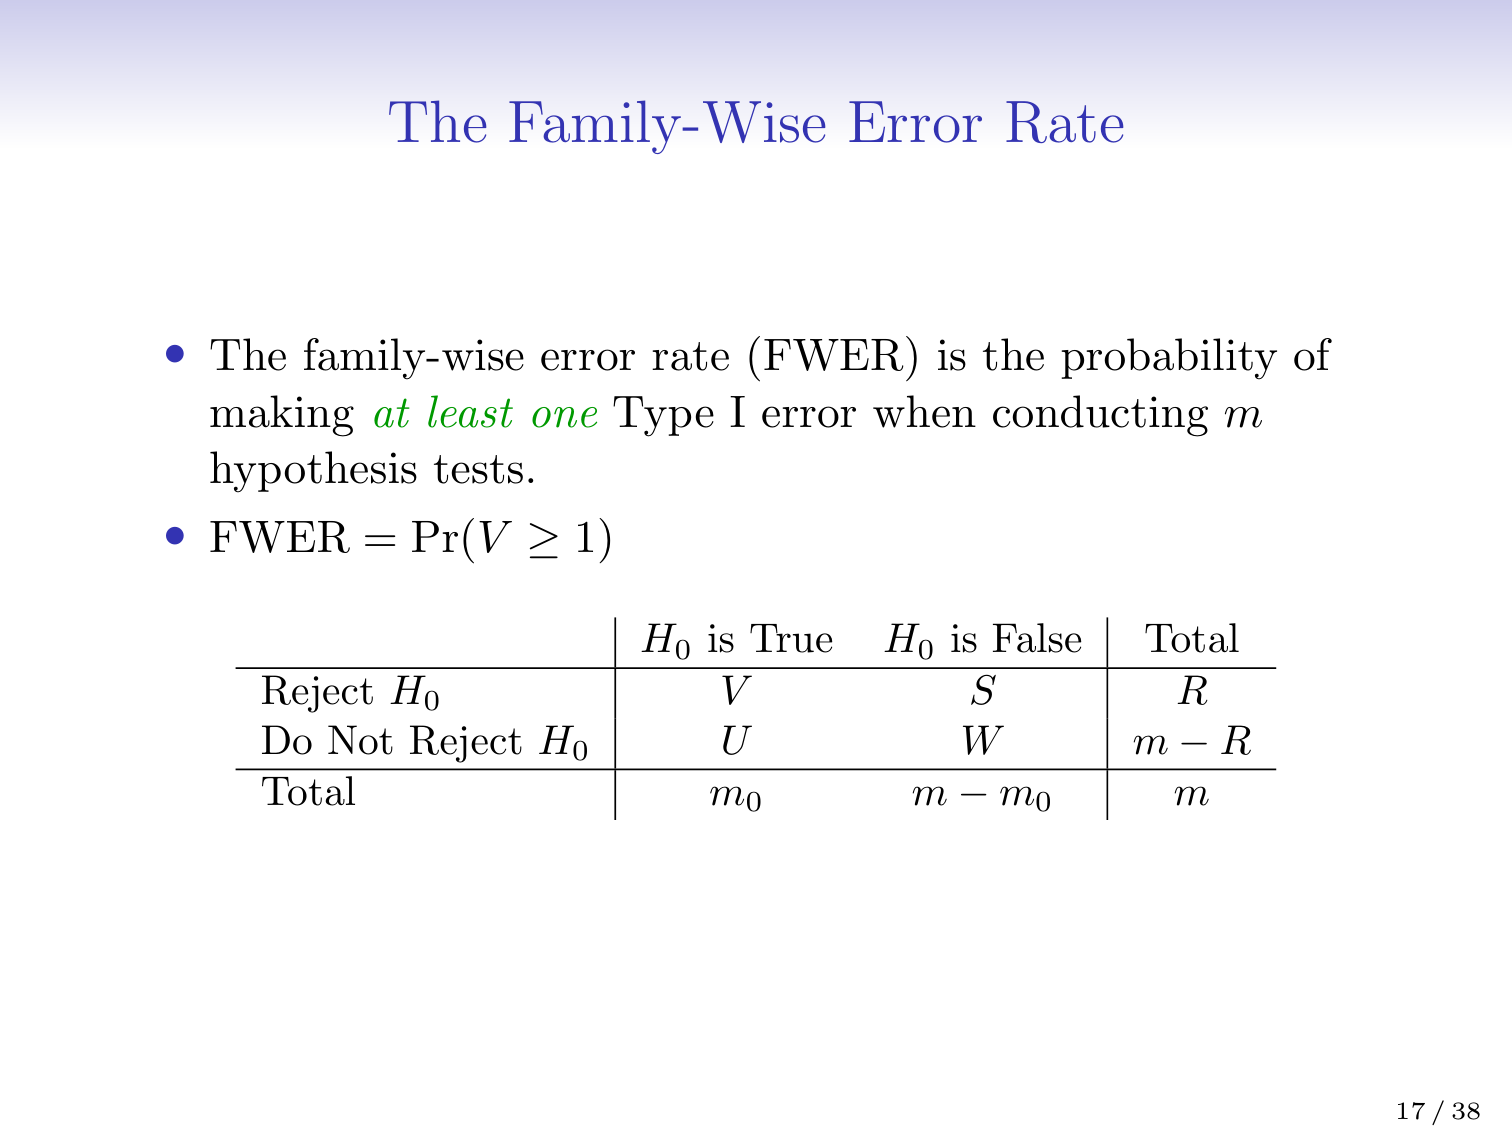 The Family-Wise Error Rate
• The family-wise error rate (FWER) is the probability of
making at least one Type I error when conducting m
hypothesis tests.
• FWER = Pr(V ≥ 1)
H₀ is True H₀ is False Total
Reject H₀ V S R
Do Not Reject H₀ U W m − R
Total m₀ m − m₀ m
17 / 38